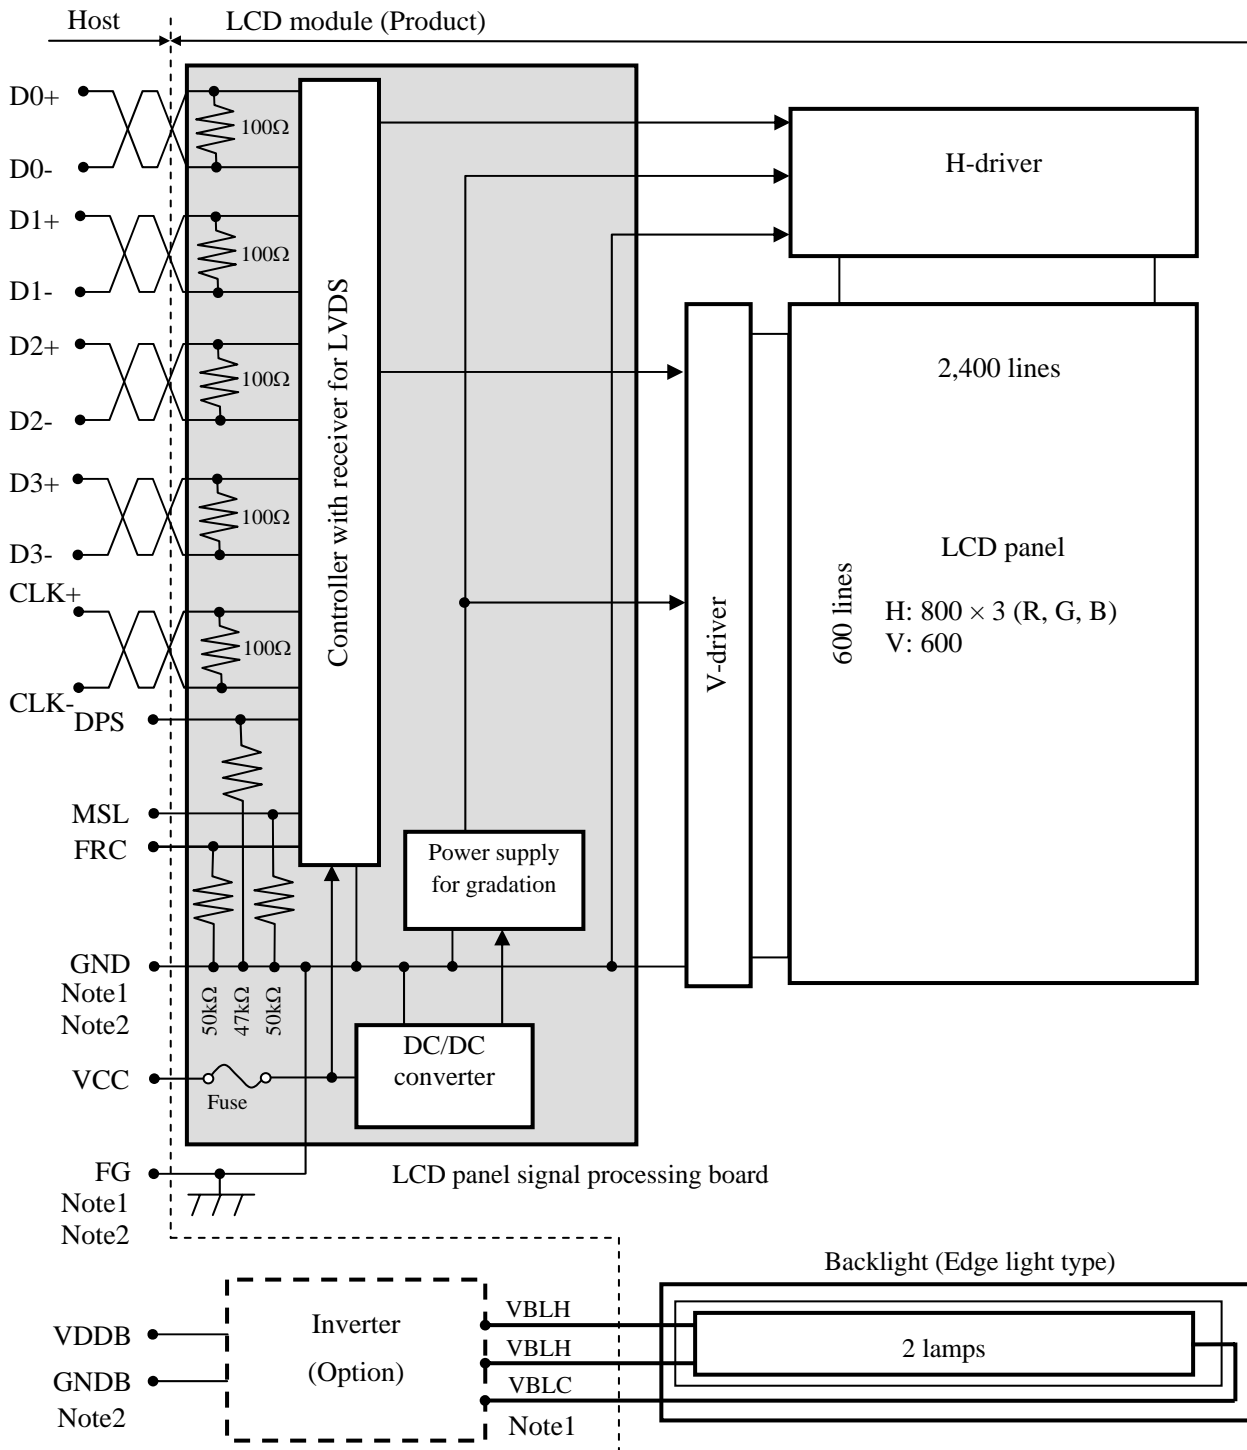 Host
LCD module (Product)
D0+
100Ω
D0-
H-driver
D1+
100Ω
D1-
D2+
100Ω
D2-
D3+
100Ω
D3-
CLK+
100Ω
CLK-
DPS
MSL
FRC
Controller with receiver for LVDS
V-driver
2,400 lines
600 lines
LCD panel
H: 800 × 3 (R, G, B)
V: 600
Power supply
for gradation
GND
Note1
Note2
50kΩ
47kΩ
50kΩ
DC/DC
converter
VCC
Fuse
FG
Note1
Note2
LCD panel signal processing board
Backlight (Edge light type)
VDDB
GNDB
Note2
Inverter
(Option)
VBLH
VBLH
VBLC
Note1
2 lamps